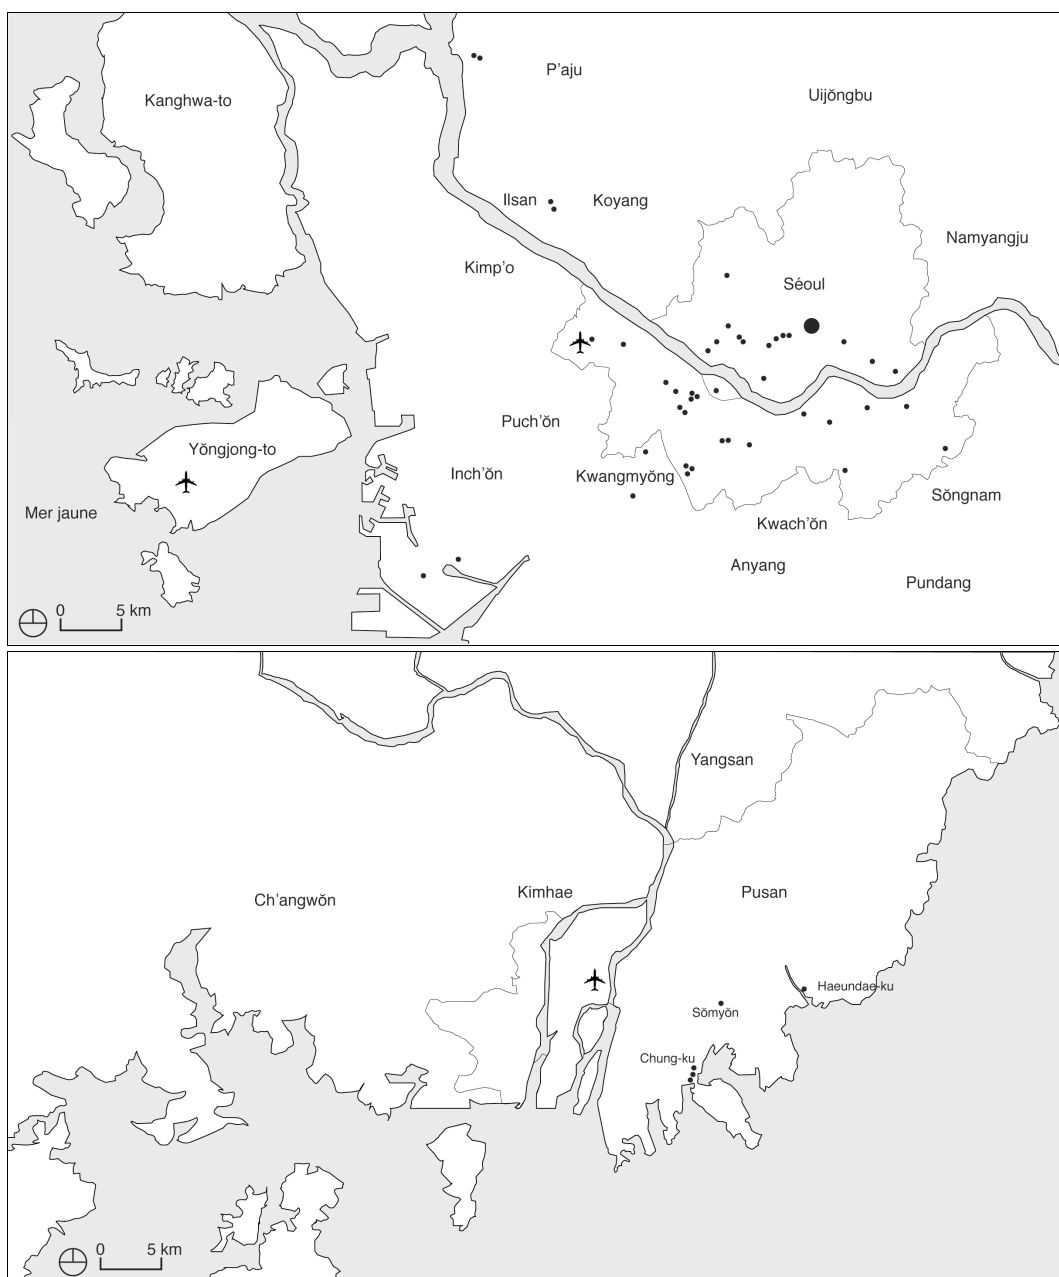 P’aju
Uijŏngbu
Kanghwa-to
Ilsan
Koyang
Namyangju
Kimp’o
Séoul
Puch’ŏn
Yŏngjong-to
Inch’ŏn
Kwangmyŏng
Sŏngnam
Mer jaune
Kwach’ŏn
Anyang
Pundang
0 5 km
Yangsan
Ch’angwŏn
Kimhae
Pusan
Haeundae-ku
Sŏmyŏn
Chung-ku
0 5 km